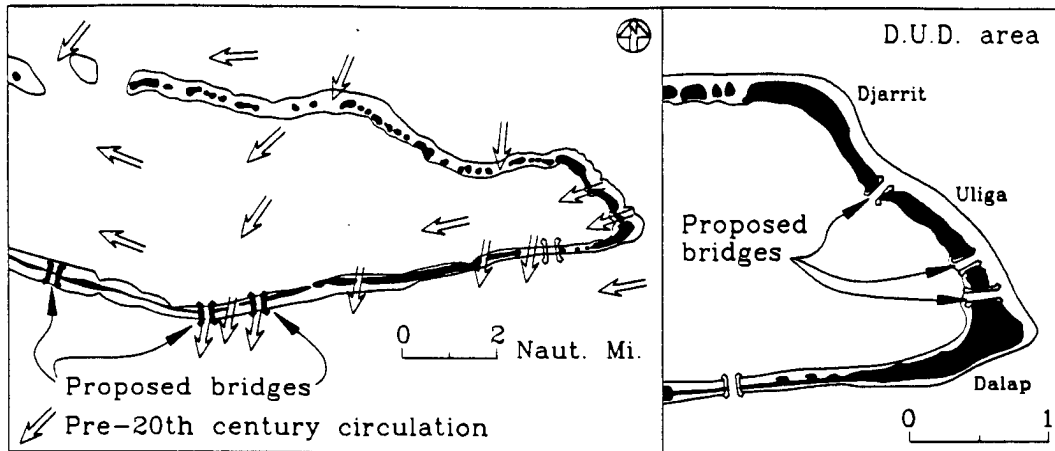 D.U.D. area
Djarrit
Uliga
Proposed
bridges
0 2
Naut. Mi.
Proposed bridges
Pre-20th century circulation
Dalap
0 1